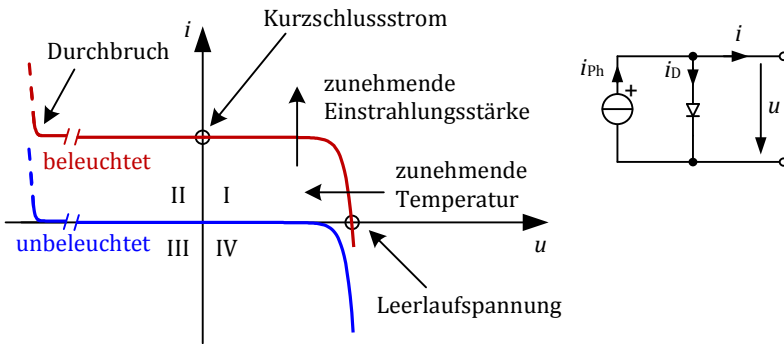 Kurzschlussstrom
i
Durchbruch
zunehmende
Einstrahlungsstärke
beleuchtet
zunehmende
Temperatur
II I
unbeleuchtet
III IV
u
Leerlaufspannung
i
iPh
iD
+
u